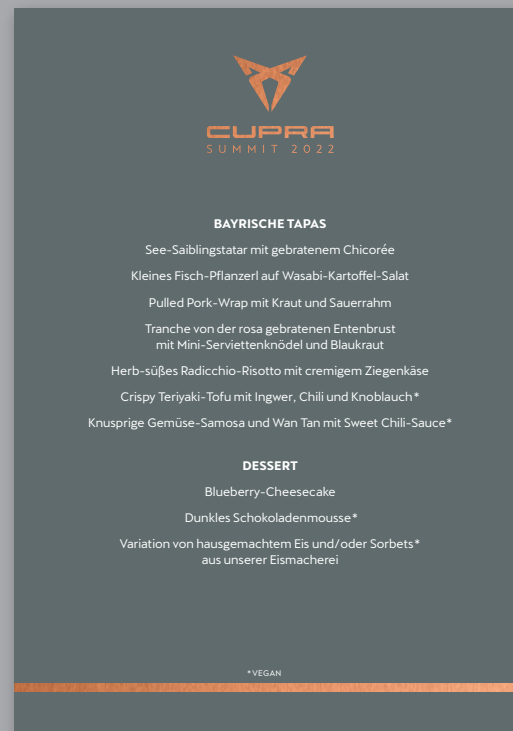 CUPRA
SUMMIT 2022
BAYRISCHE TAPAS
See-Saiblingstatar mit gebratenem Chicorée
Kleines Fisch-Pflanzerl auf Wasabi-Kartoffel-Salat
Pulled Pork-Wrap mit Kraut und Sauerrahm
Tranche von der rosa gebratenen Entenbrust
mit Mini-Serviettenknödel und Blaukraut
Herb-süßes Radicchio-Risotto mit cremigem Ziegenkäse
Crispy Teriyaki-Tofu mit Ingwer, Chili und Knoblauch*
Knusprige Gemüse-Samosa und Wan Tan mit Sweet Chili-Sauce*
DESSERT
Blueberry-Cheesecake
Dunkles Schokoladenmousse*
Variation von hausgemachtem Eis und/oder Sorbets*
aus unserer Eismacherei
*VEGAN